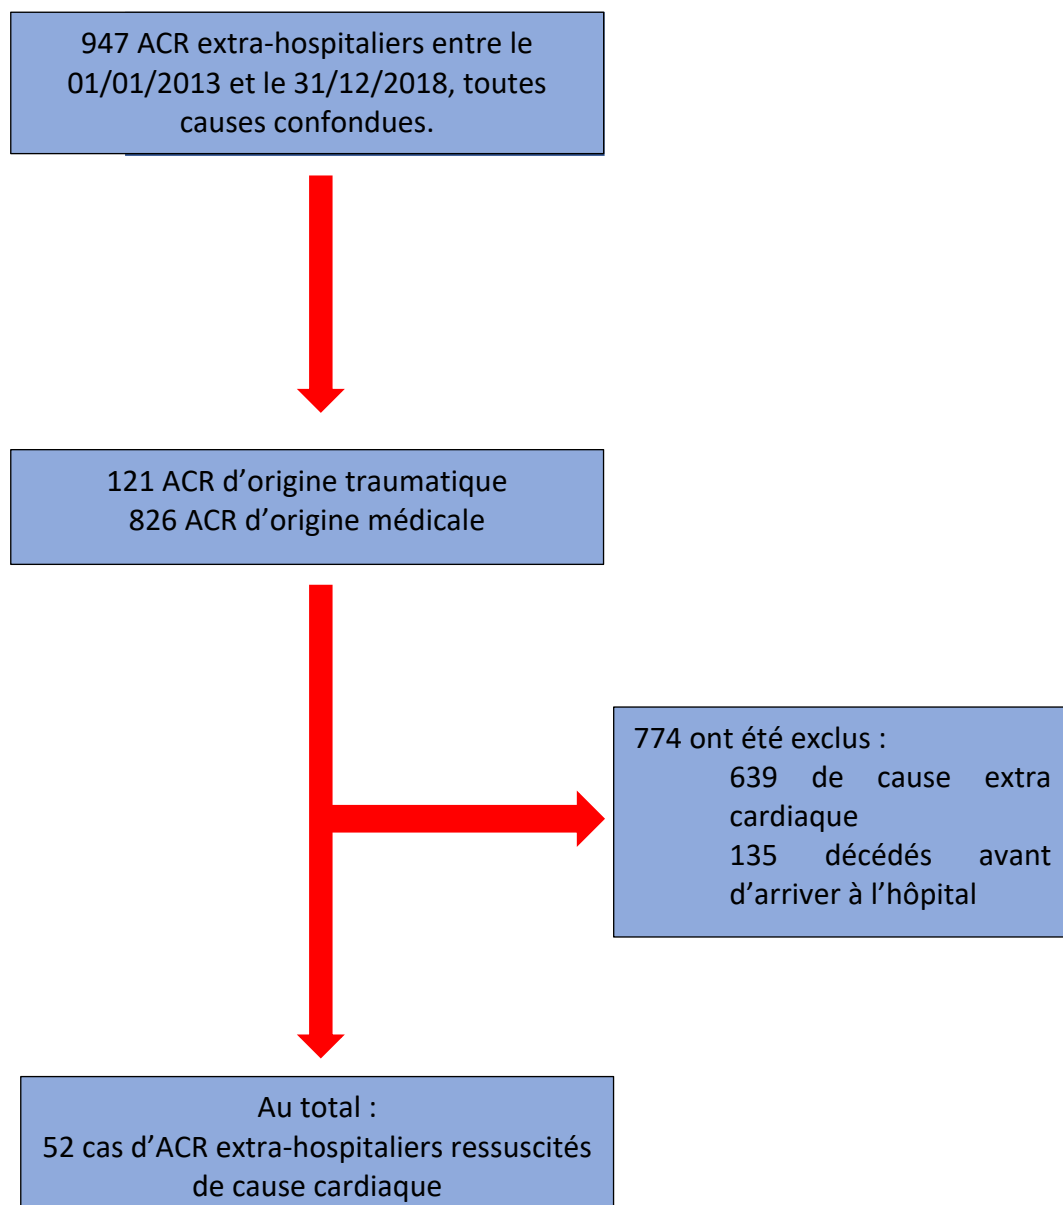 947 ACR extra-hospitaliers entre le
01/01/2013 et le 31/12/2018, toutes
causes confondues.
121 ACR d’origine traumatique
826 ACR d’origine médicale
774 ont été exclus :
639 de cause extra
cardiaque
135 décédés avant
d’arriver à l’hôpital
Au total :
52 cas d’ACR extra-hospitaliers ressuscités
de cause cardiaque